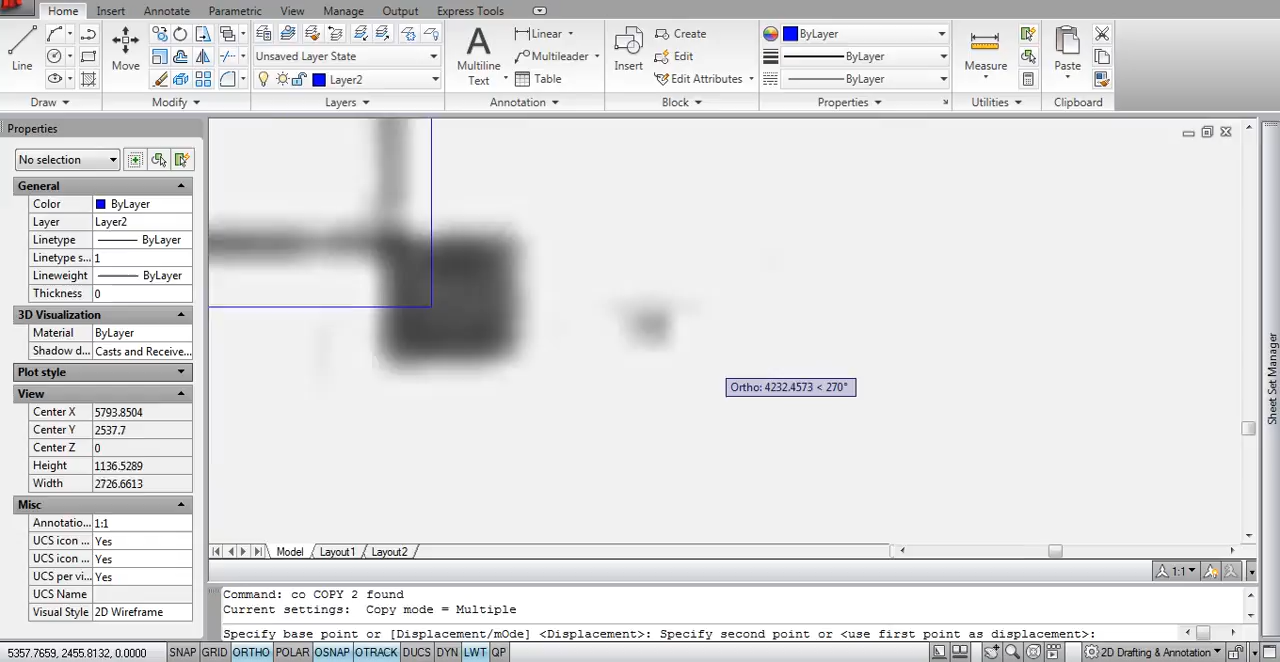 Home Insert Annotate Parametric View Manage Output Express Tools
Line
Move
Unsaved Layer State
Layer2
Multiline Text
Linear
Multileader
Table
Insert
Create
Edit
Edit Attributes
ByLayer
ByLayer
ByLayer
Measure
Paste
Draw Modify Layers Annotation Block Properties Utilities Clipboard
Properties
No selection
General
Color ByLayer
Layer Layer2
Linetype ByLayer
Linetype s... 1
Lineweight ByLayer
Thickness 0
3D Visualization
Material ByLayer
Shadow d... Casts and Receive...
Plot style
View
Center X 5793.8504
Center Y 2537.7
Center Z 0
Height 1136.5289
Width 2726.6613
Misc
Annotatio... 1:1
UCS icon ... Yes
UCS icon ... Yes
UCS per vi... Yes
UCS Name
Visual Style 2D Wireframe
Ortho: 4232.4573 < 270°
Sheet Set Manager
Model Layout1 Layout2
1:1
Command: co COPY 2 found
Current settings: Copy mode = Multiple
Specify base point or [Displacement/mOde] <Displacement>: Specify second point or <use first point as displacement>:
5357.7659, 2455.8132, 0.0000 SNAP GRID ORTHO POLAR OSNAP OTRACK DUCS DYN LWT QP 2D Drafting & Annotation